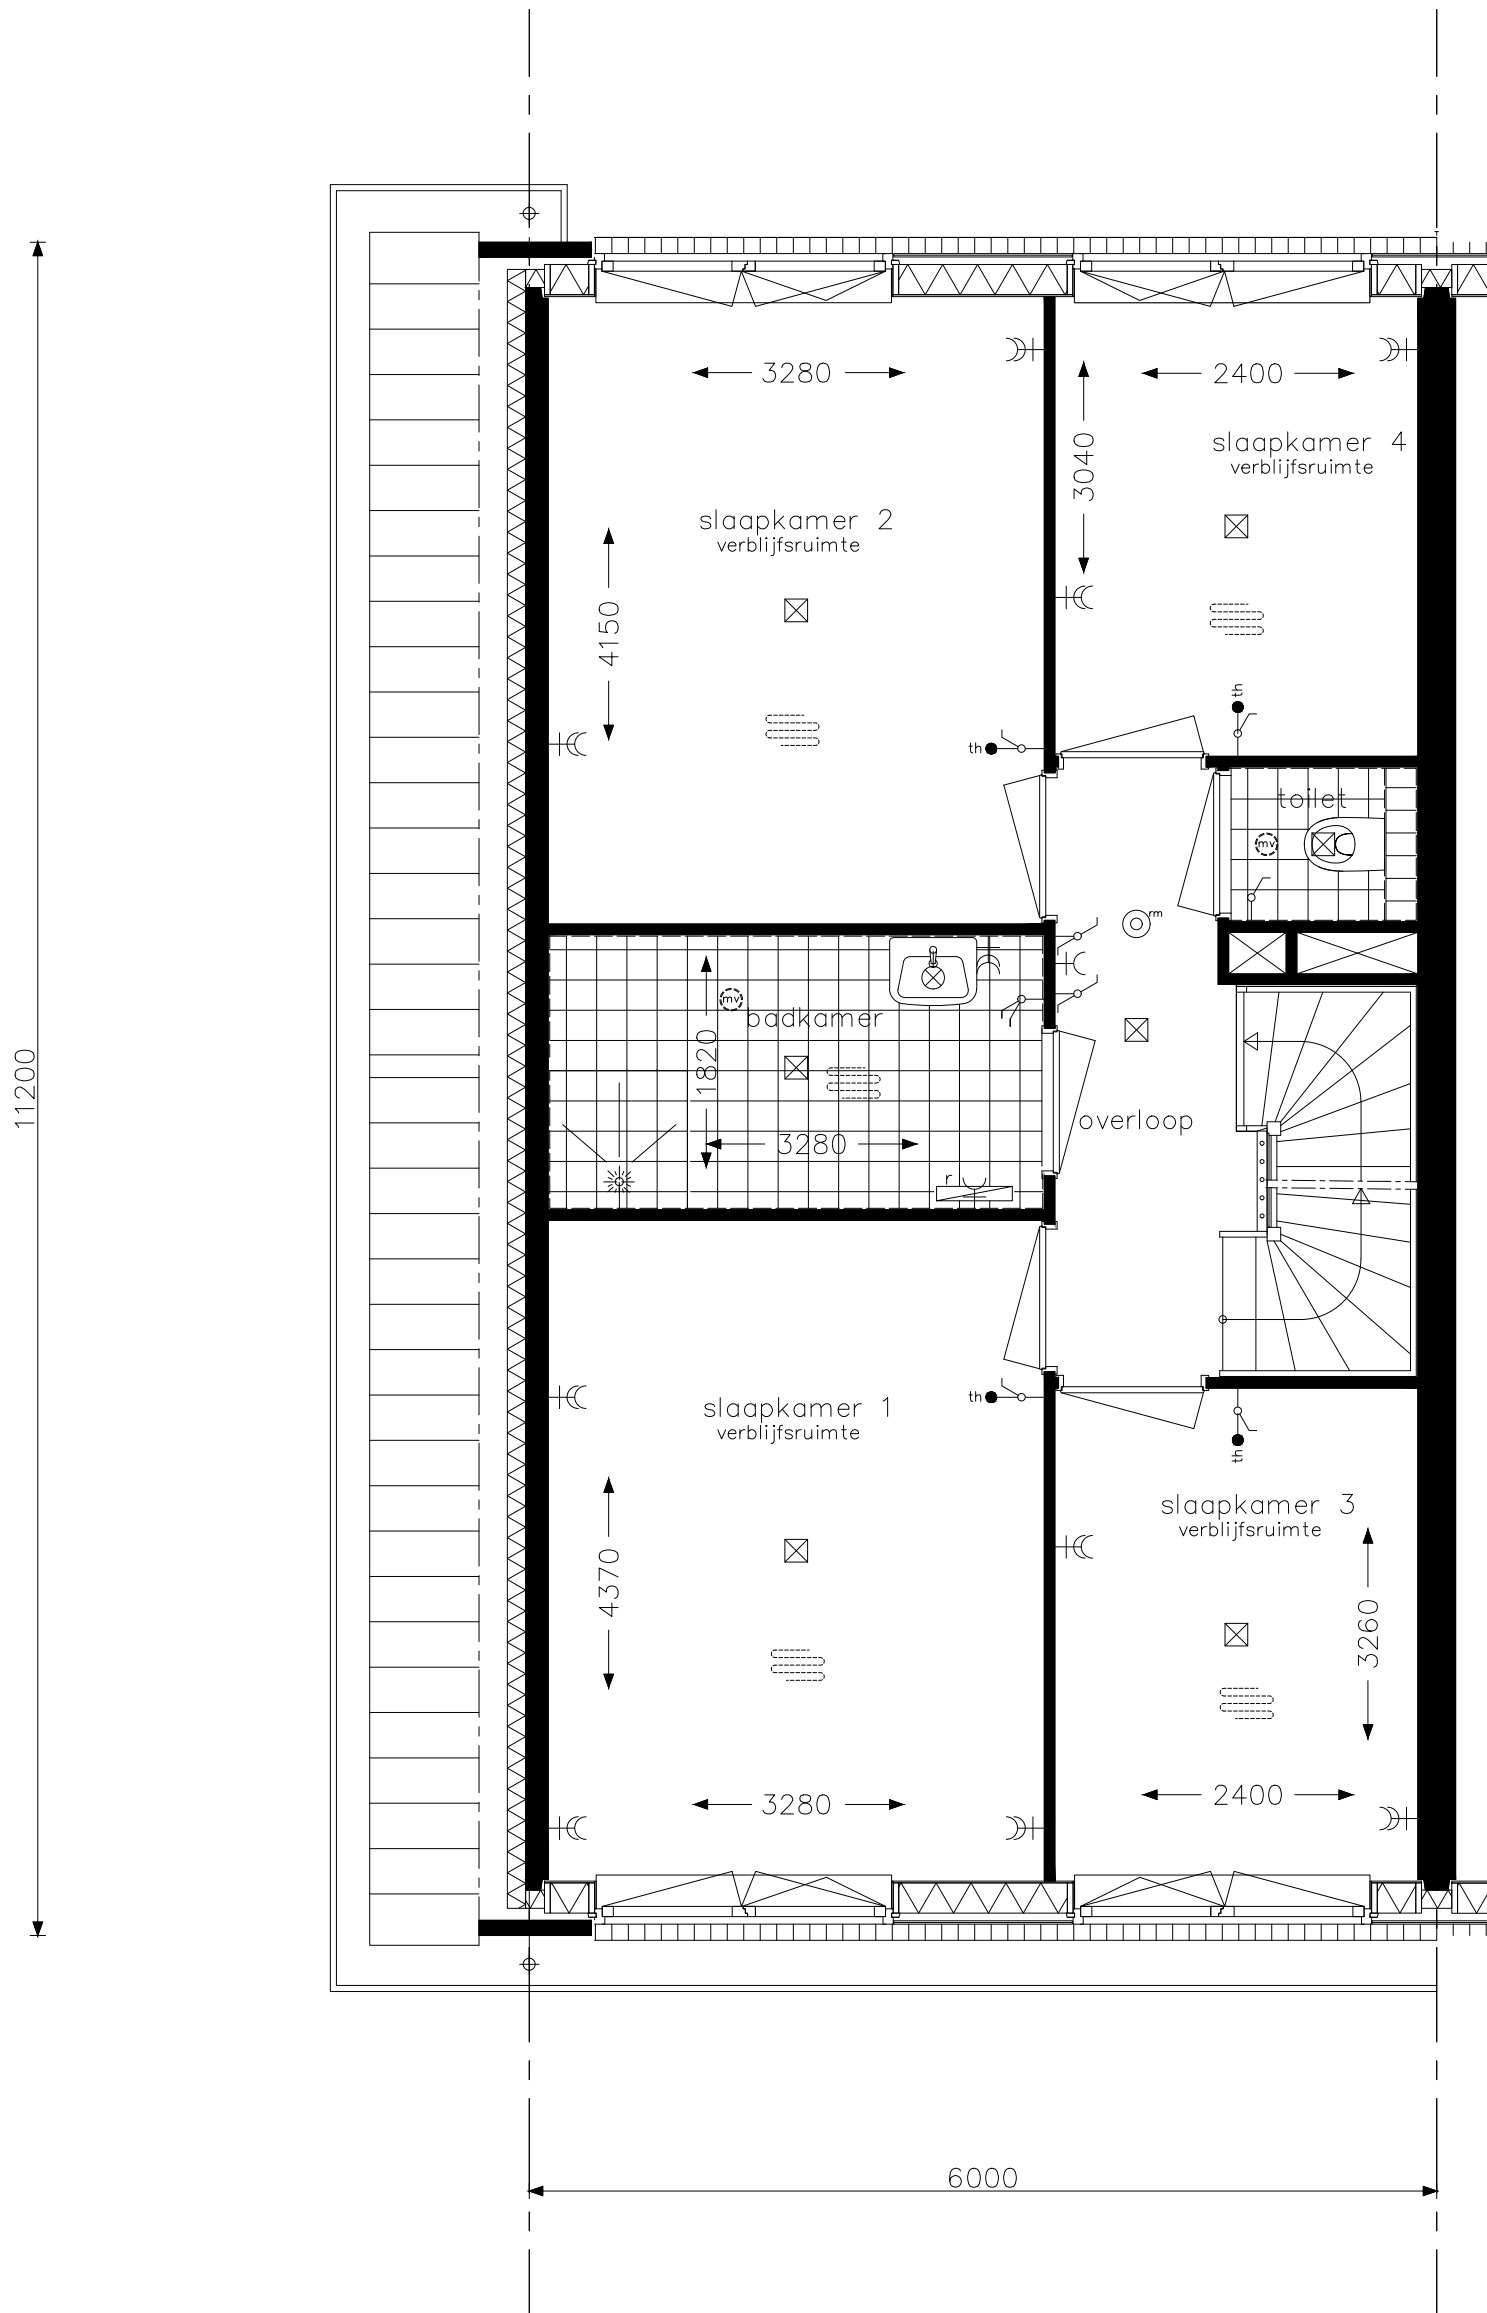 3280
2400
slaapkamer 4
verblijfsruimte
3040
slaapkamer 2
verblijfsruimte
4150
th
th
toilet
mv
rm
mv
badkamer
1820
11200
overloop
3280
r
th
slaapkamer 1
verblijfsruimte
th
slaapkamer 3
verblijfsruimte
4370
3260
3280
2400
6000